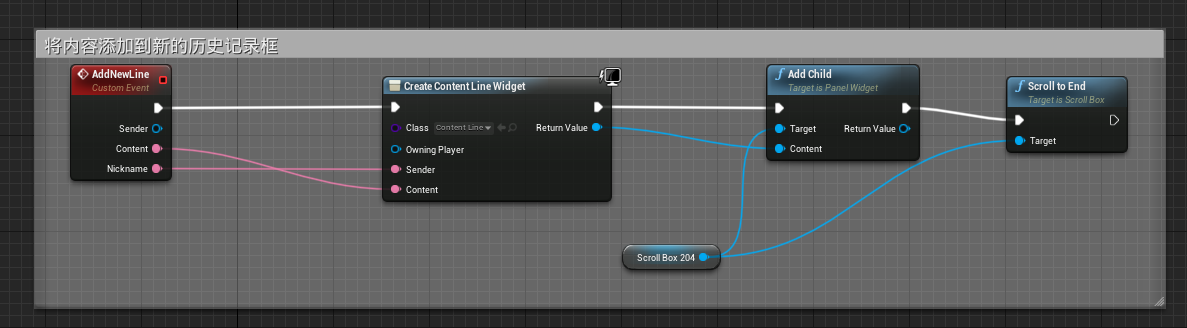 将内容添加到新的历史记录框
AddNewLine
Custom Event
Sender
Content
Nickname
Create Content Line Widget
Class Content Line Return Value
Owning Player
Sender
Content
Add Child
Target is Panel Widget
Target Return Value
Content
Scroll to End
Target is Scroll Box
Target
Scroll Box 204